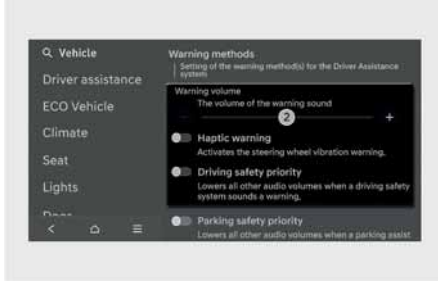 Vehicle
Driver assistance
ECO Vehicle
Climate
Seat
Lights
Warning methods
Setting of the warning method(s) for the Driver Assistance
system
Warning volume
The volume of the warning sound
- 2 +
Haptic warning
Activates the steering wheel vibration warning.
Driving safety priority
Lowers all other audio volumes when a driving safety
system sounds a warning.
Parking safety priority
Lowers all other audio volumes when a parking assist